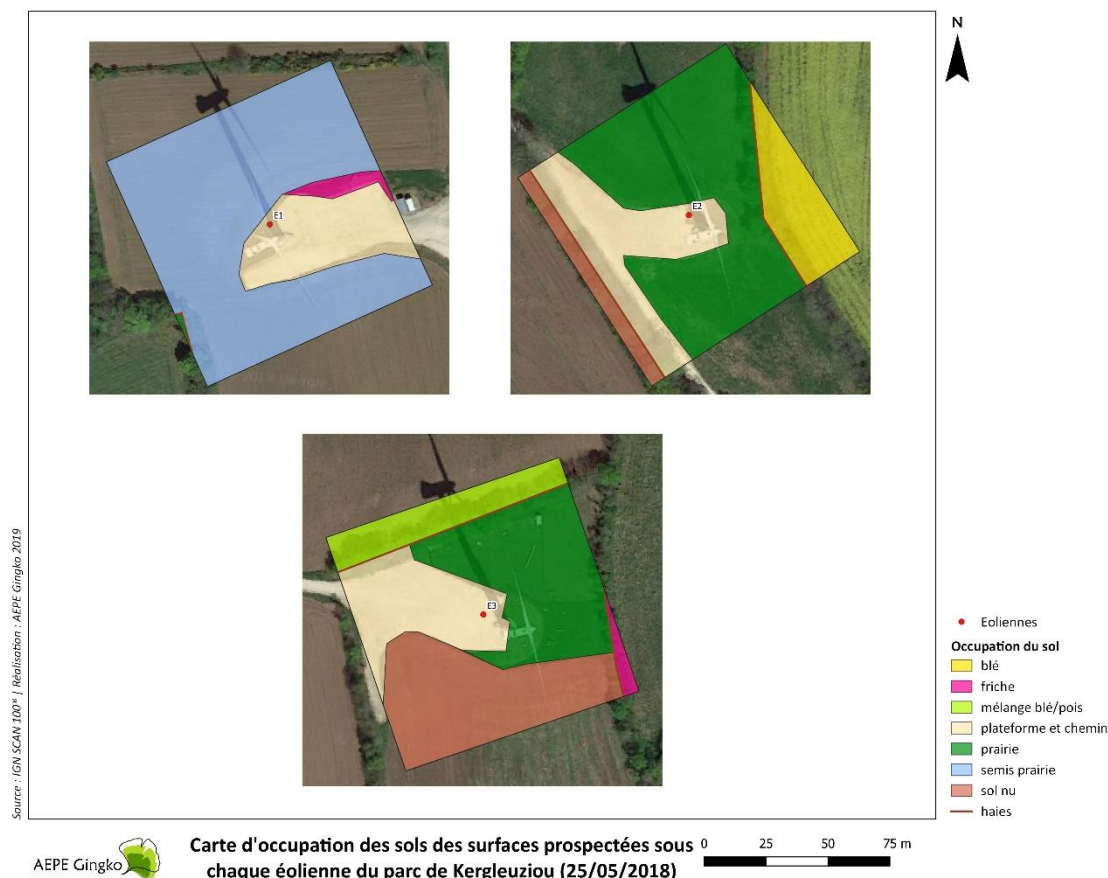 N
E1
E2
E3
Source : IGN SCAN 100® | Réalisation : AEPE Gingko 2019
Eoliennes
Occupation du sol
blé
friche
mélange blé/pois
plateforme et chemin
prairie
semis prairie
sol nu
haies
AEPE Gingko
Carte d'occupation des sols des surfaces prospectées sous
chaque éolienne du parc de Kergleuziou (25/05/2018)
0 25 50 75 m